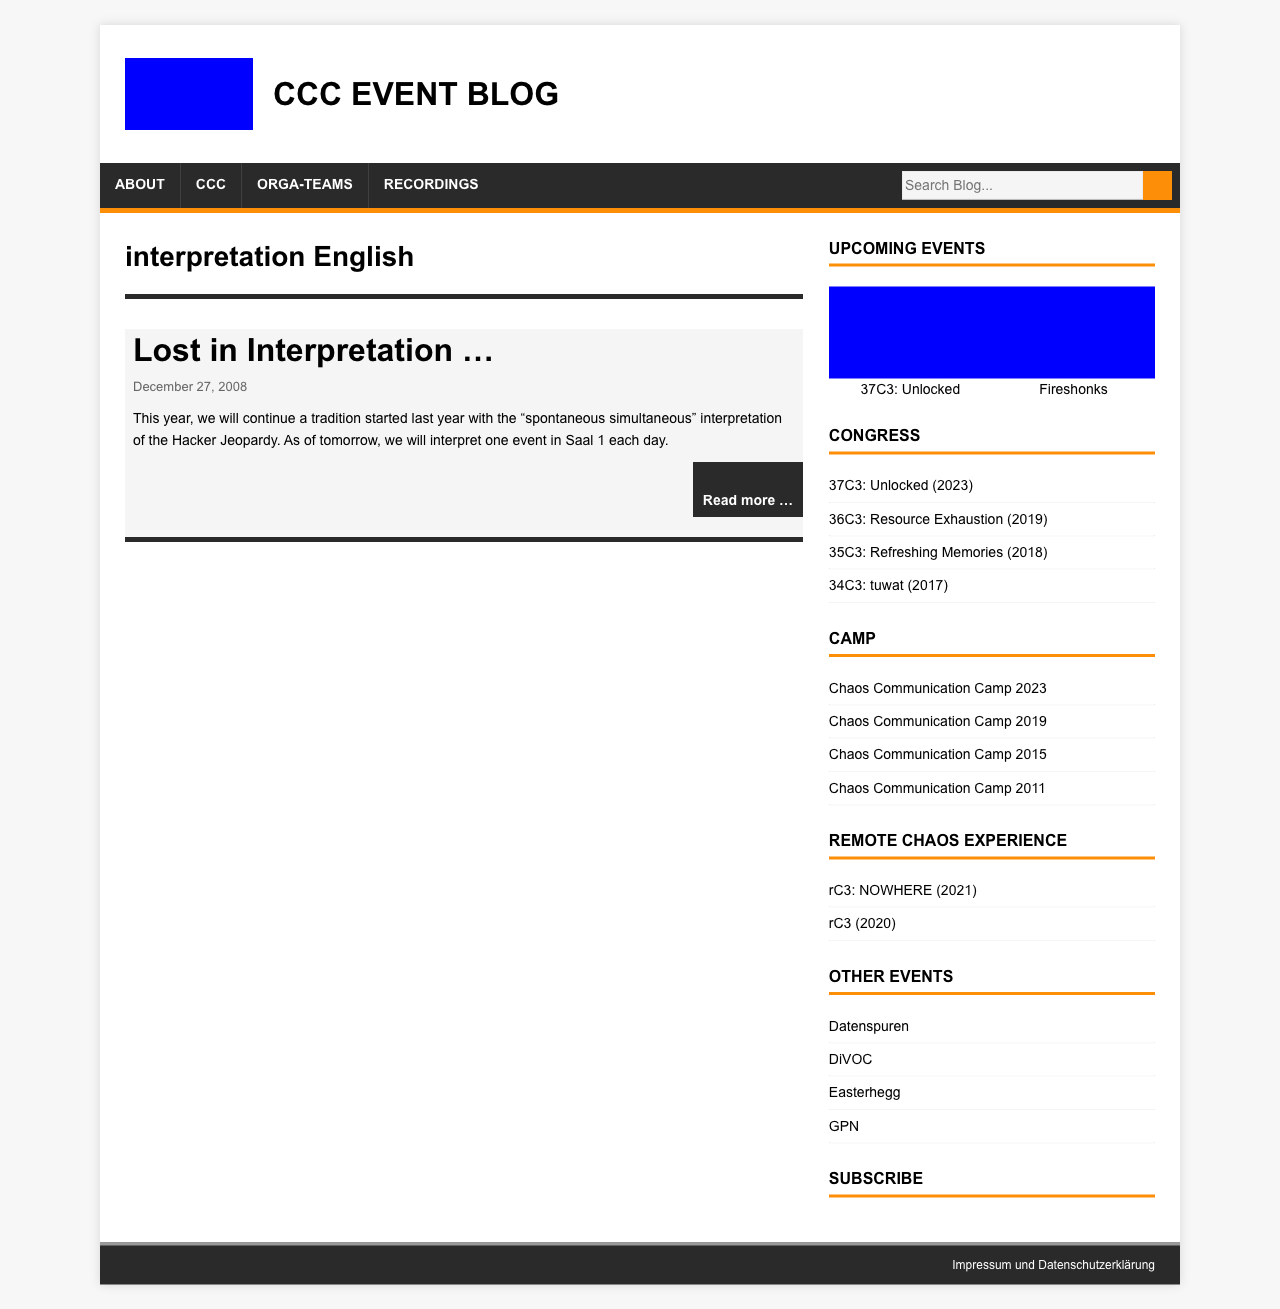 CCC EVENT BLOG
ABOUT
CCC
ORGA-TEAMS
RECORDINGS
Search Blog...
interpretation English
Lost in Interpretation …
December 27, 2008
This year, we will continue a tradition started last year with the “spontaneous simultaneous” interpretation
of the Hacker Jeopardy. As of tomorrow, we will interpret one event in Saal 1 each day.
Read more …
UPCOMING EVENTS
37C3: Unlocked
Fireshonks
CONGRESS
37C3: Unlocked (2023)
36C3: Resource Exhaustion (2019)
35C3: Refreshing Memories (2018)
34C3: tuwat (2017)
CAMP
Chaos Communication Camp 2023
Chaos Communication Camp 2019
Chaos Communication Camp 2015
Chaos Communication Camp 2011
REMOTE CHAOS EXPERIENCE
rC3: NOWHERE (2021)
rC3 (2020)
OTHER EVENTS
Datenspuren
DiVOC
Easterhegg
GPN
SUBSCRIBE
Impressum und Datenschutzerklärung